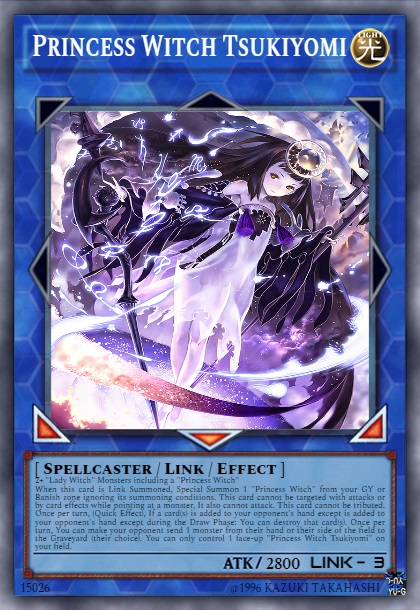 PRINCESS WITCH TSUKIYOMI
LIGHT
光
[ SPELLCASTER / LINK / EFFECT ]
2+ "Lady Witch" Monsters including a "Princess Witch"
When this card is Link Summoned, Special Summon 1 "Princess Witch" from your GY or
Banish zone ignoring its summoning conditions. This card cannot be targeted with attacks or
by card effects while pointing at a monster, It also cannot attack. This card cannot be tributed.
Once per turn, (Quick Effect), If a card(s) is added to your opponent's hand except is added to
your opponent's hand except during the Draw Phase: You can destroy that card(s). Once per
turn, You can make your opponent send 1 monster from their hand or their side of the field to
the Graveyard (their choice). You can only control 1 face-up "Princess Witch Tsukiyomi" on
your field.
ATK / 2800 LINK - 3
15026
©1996 KAZUKI TAKAHASHI
YU-G